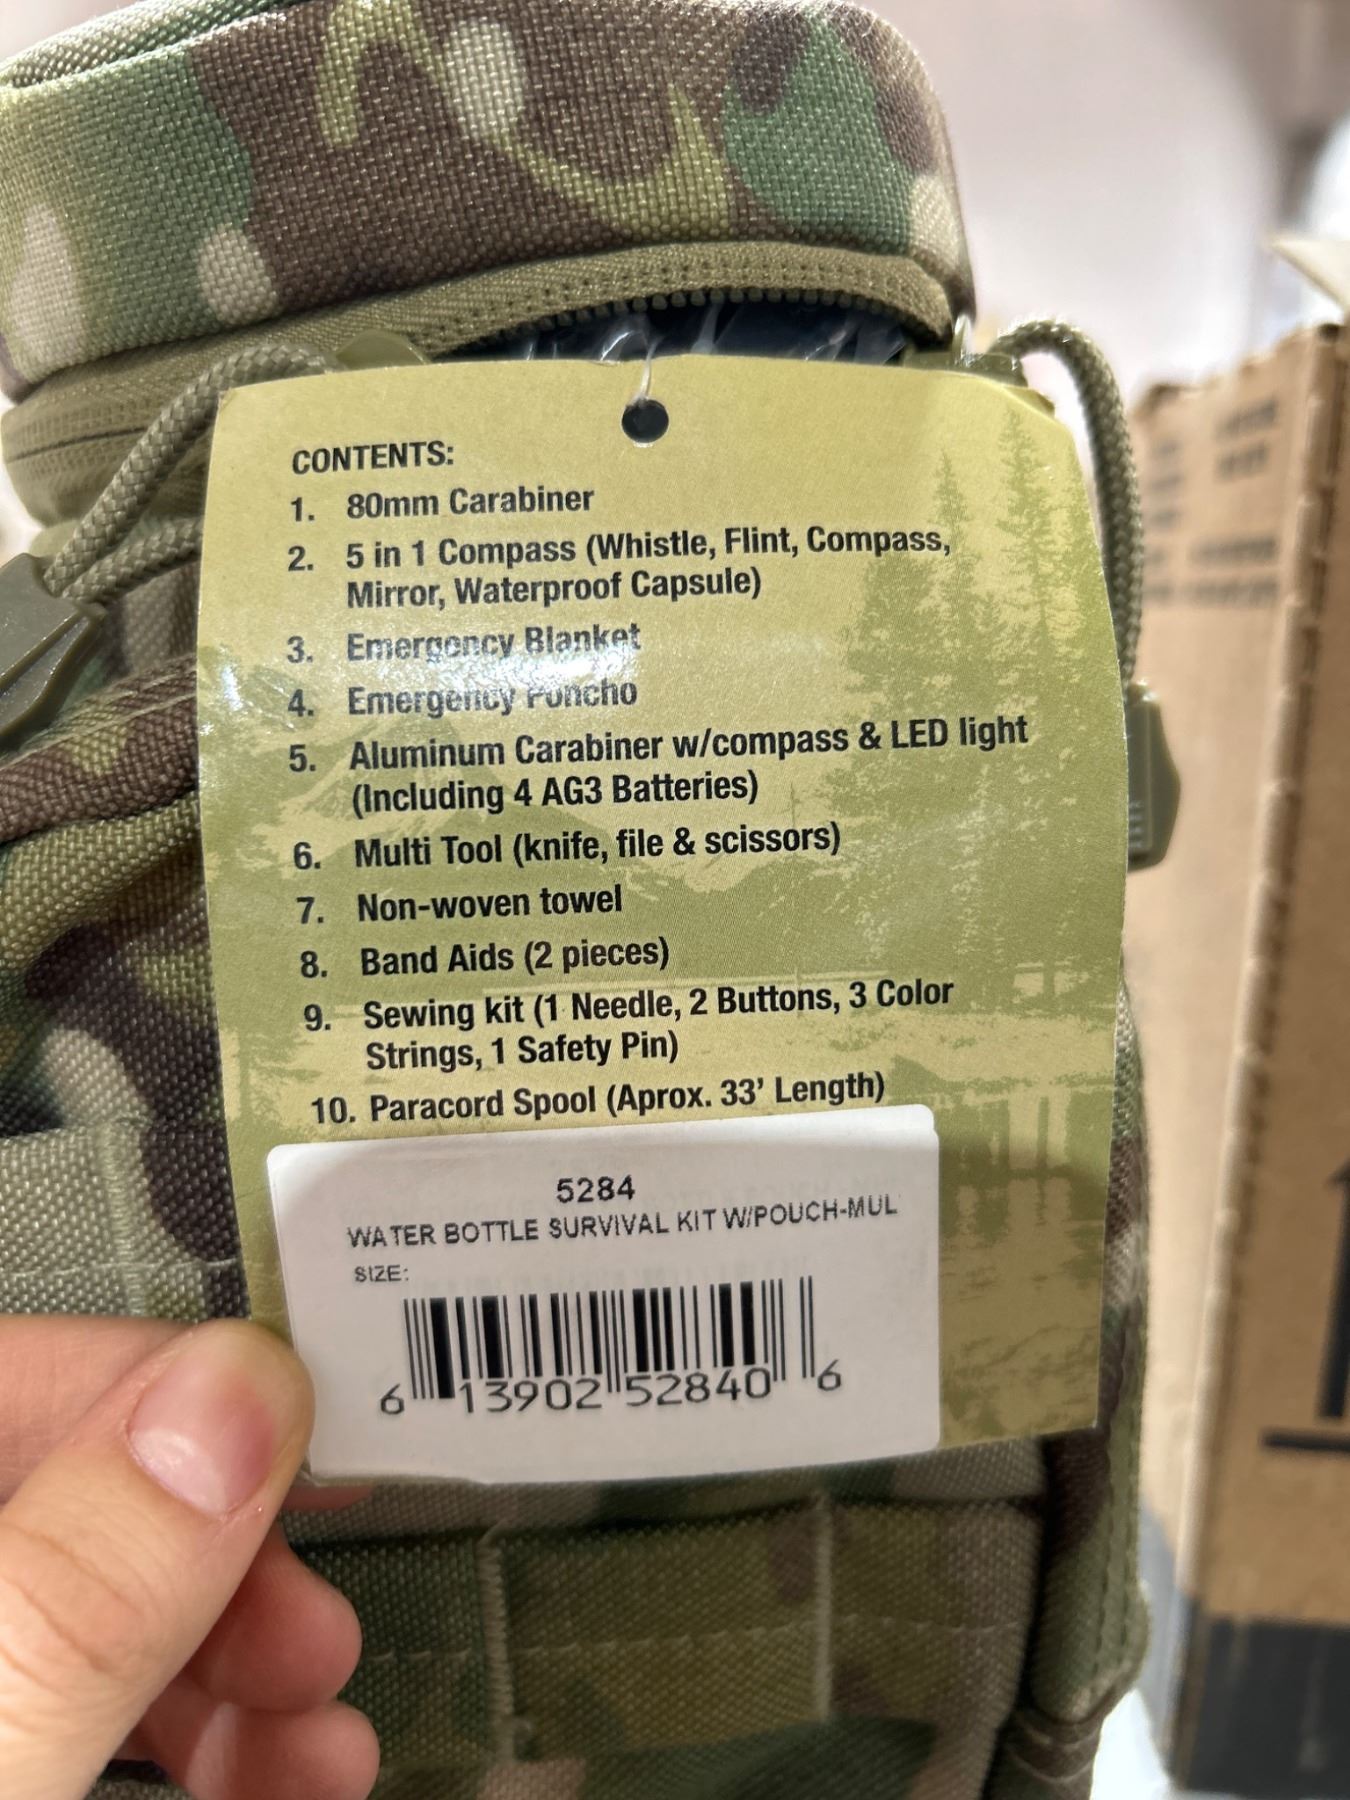 CONTENTS:
1. 80mm Carabiner
2. 5 in 1 Compass (Whistle, Flint, Compass,
Mirror, Waterproof Capsule)
3. Emergency Blanket
4. Emergency Poncho
5. Aluminum Carabiner w/compass & LED light
(Including 4 AG3 Batteries)
6. Multi Tool (knife, file & scissors)
7. Non-woven towel
8. Band Aids (2 pieces)
9. Sewing kit (1 Needle, 2 Buttons, 3 Color
Strings, 1 Safety Pin)
10. Paracord Spool (Aprox. 33’ Length)
5284
WATER BOTTLE SURVIVAL KIT W/POUCH-MUL
SIZE:
6 13902 52840 6